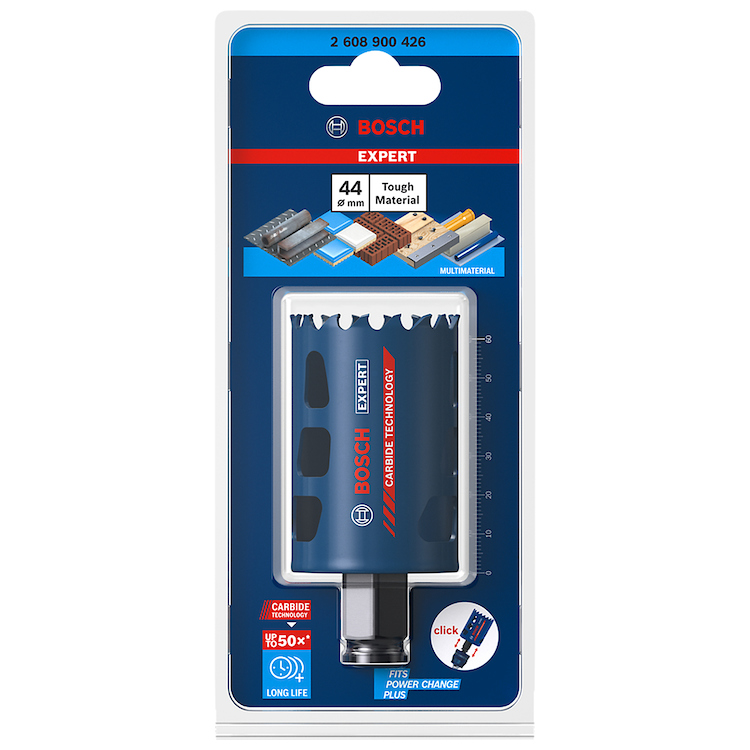 2 608 900 426
BOSCH
EXPERT
44
Ø mm
Tough
Material
MULTIMATERIAL
BOSCH EXPERT
CARBIDE TECHNOLOGY
60
50
40
30
20
10
0
CARBIDE
TECHNOLOGY
UP TO 50×*
LONG LIFE
click
FITS
POWER CHANGE
PLUS